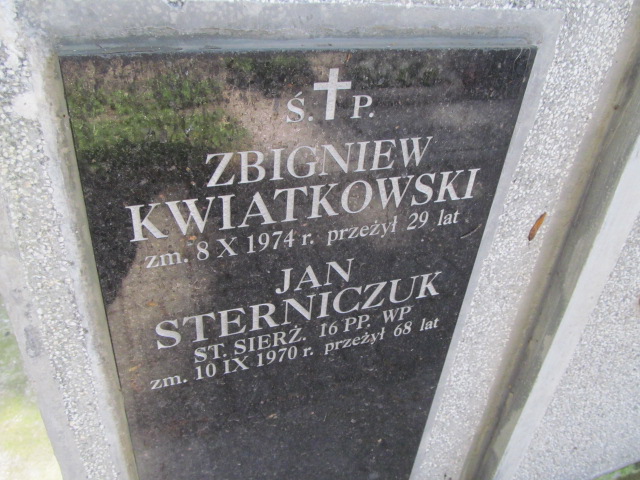 Ś. P.
ZBIGNIEW
KWIATKOWSKI
zm. 8 X 1974 r. przeżył 29 lat
JAN
STERNICZUK
ST. SIERŻ. 16 PP. WP
zm. 10 IX 1970 r. przeżył 68 lat